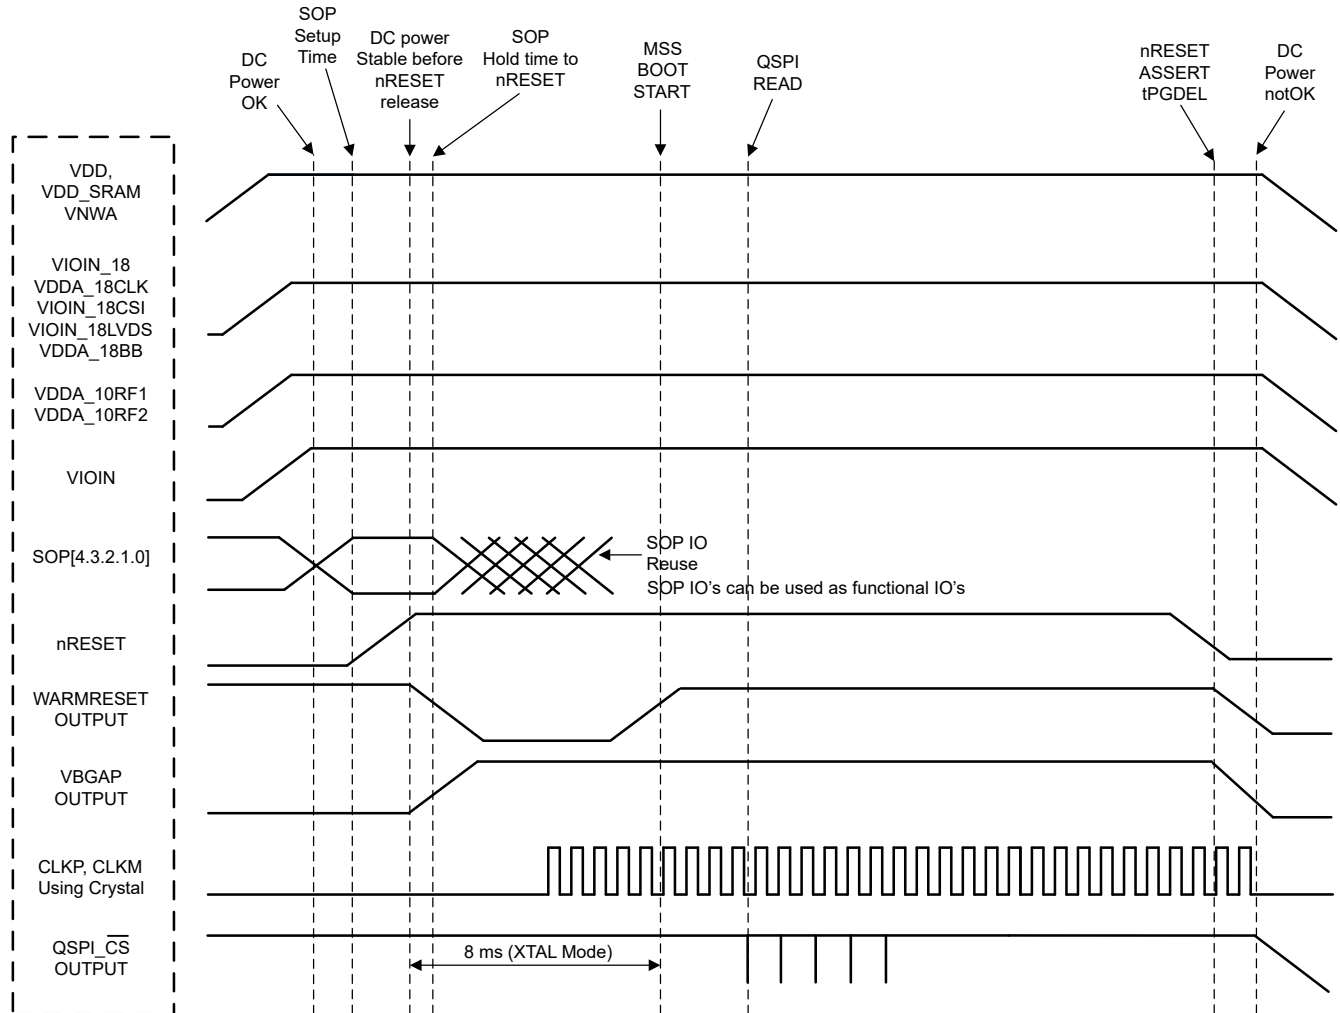 SOP
Setup
Time
DC
Power
OK
DC power
Stable before
nRESET
release
SOP
Hold time to
nRESET
MSS
BOOT
START
QSPI
READ
nRESET
ASSERT
tPGDEL
DC
Power
notOK
VDD,
VDD_SRAM
VNWA
VIOIN_18
VDDA_18CLK
VIOIN_18CSI
VIOIN_18LVDS
VDDA_18BB
VDDA_10RF1
VDDA_10RF2
VIOIN
SOP[4.3.2.1.0]
SOP IO
Reuse
SOP IO’s can be used as functional IO’s
nRESET
WARMRESET
OUTPUT
VBGAP
OUTPUT
CLKP, CLKM
Using Crystal
QSPI_CS
OUTPUT
8 ms (XTAL Mode)